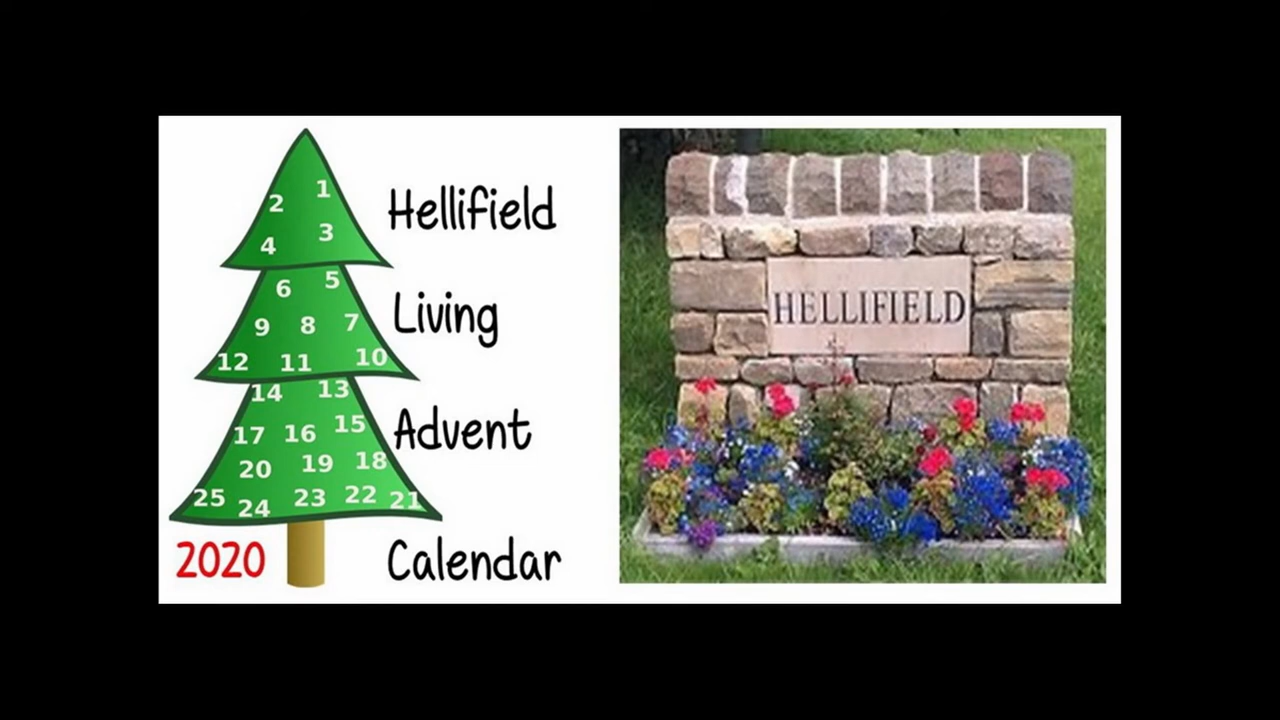 2 1
4 3
6 5
9 8 7
12 11 10
14 13
17 16 15
20 19 18
25 24 23 22 21
2020
Hellifield
Living
Advent
Calendar
HELLIFIELD